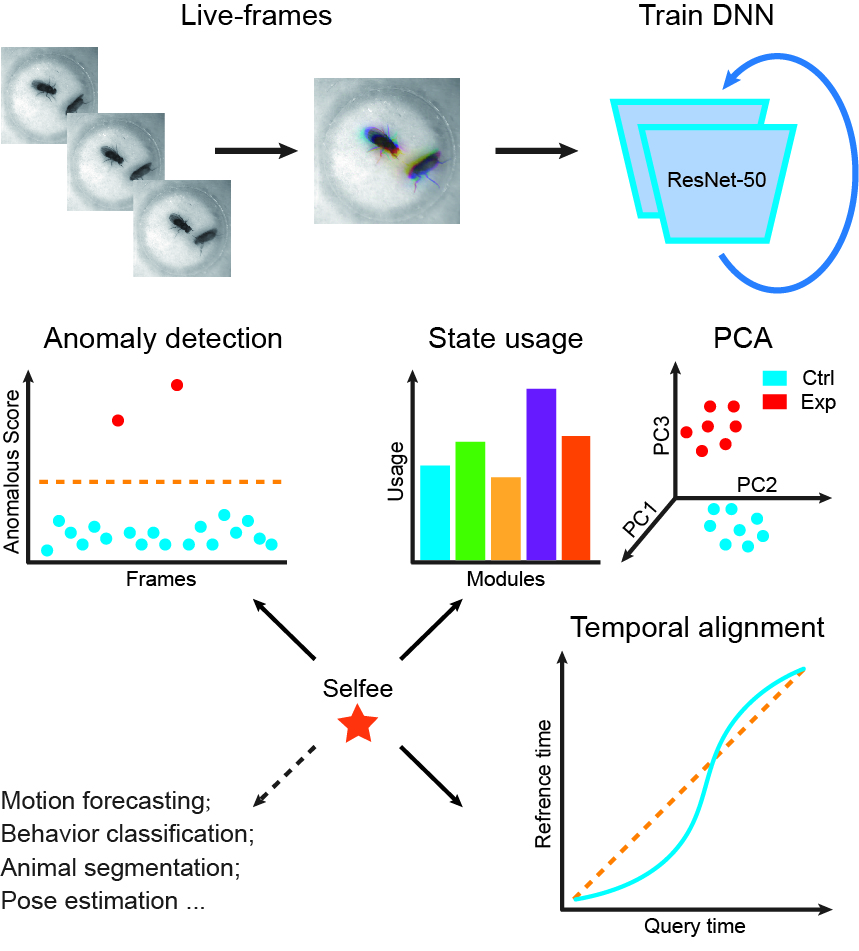 Live-frames
Train DNN
ResNet-50
Anomaly detection
Anomalous Score
Frames
State usage
Usage
Modules
PCA
Ctrl
Exp
PC3
PC2
PC1
Selfee
Motion forecasting;
Behavior classification;
Animal segmentation;
Pose estimation ...
Temporal alignment
Refrence time
Query time